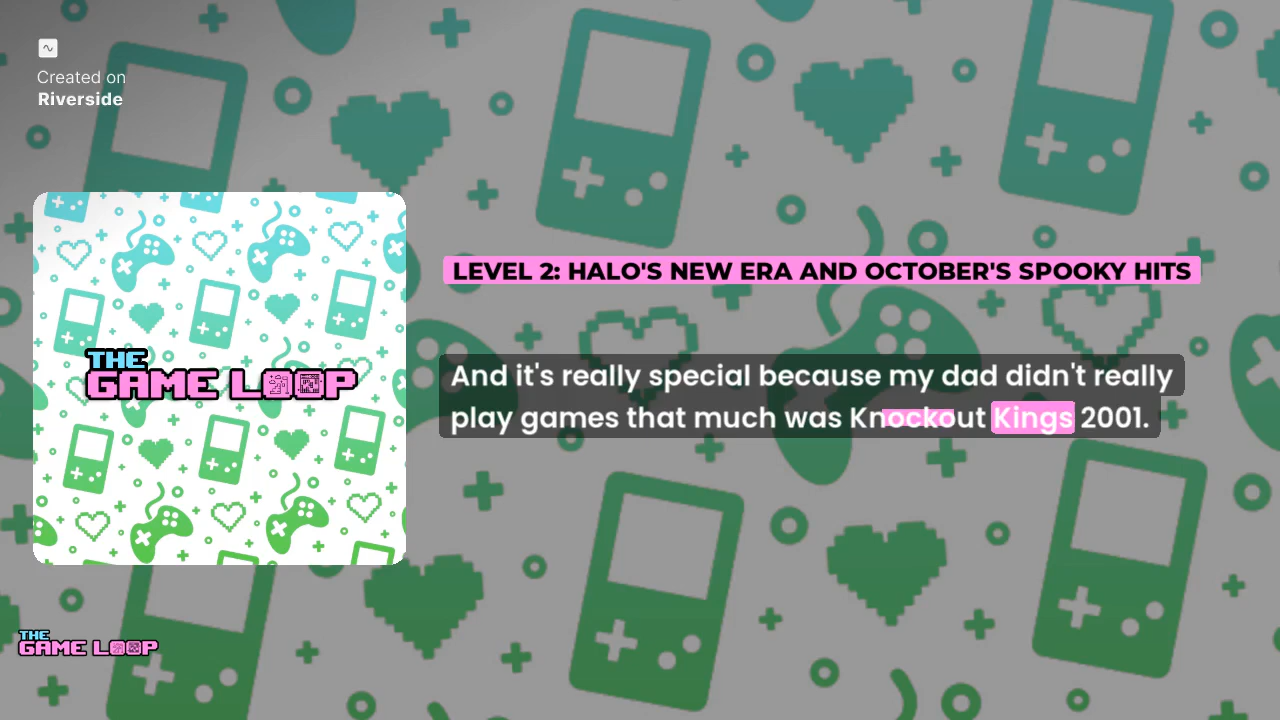 Created on
Riverside
LEVEL 2: HALO'S NEW ERA AND OCTOBER'S SPOOKY HITS
THE
GAME LOOP
And it's really special because my dad didn't really
play games that much was Knockout Kings 2001.
THE
GAME LOOP